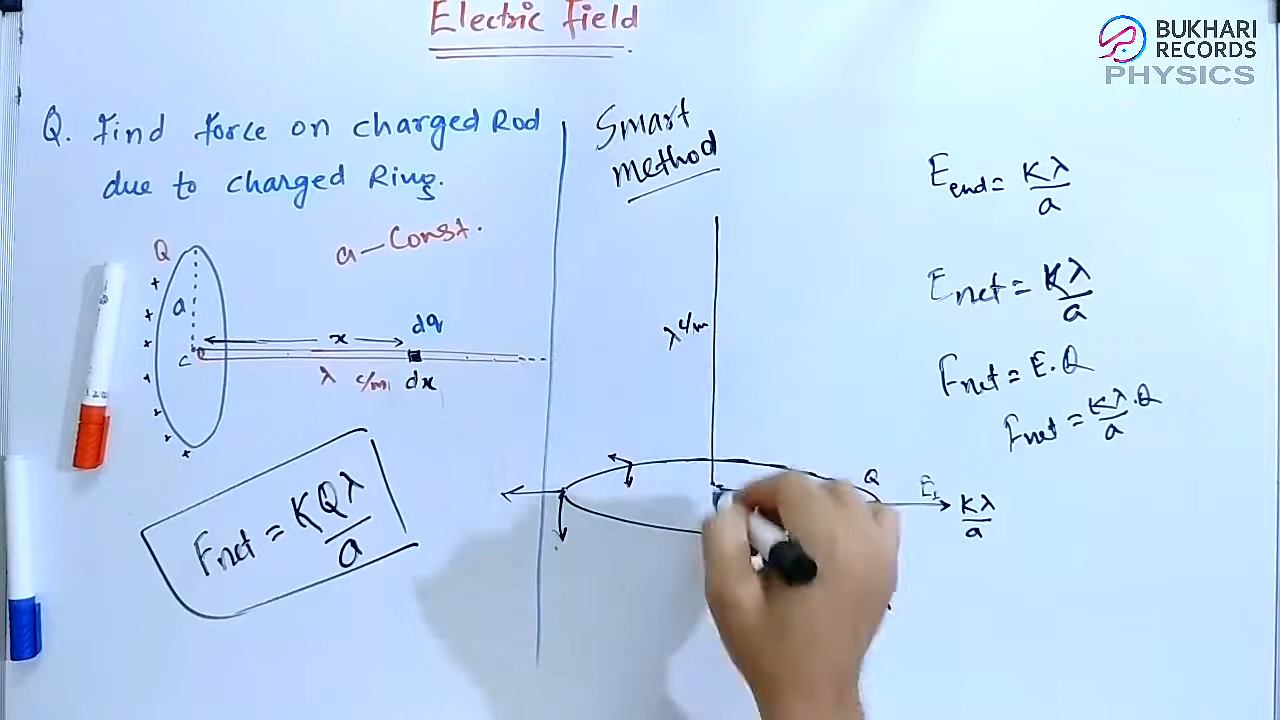 Electric field
BUKHARI
RECORDS
PHYSICS
Q. Find force on charged Rod
due to charged Ring.
a — Const.
Q
a
C
x
dq
λ c/m
dx
Fnet = KQλ/a
Smart
method
λ c/m
Q
E⊥
Kλ/a
Eend = Kλ/a
Enet = Kλ/a
Fnet = E.Q
Fnet = Kλ/a .Q